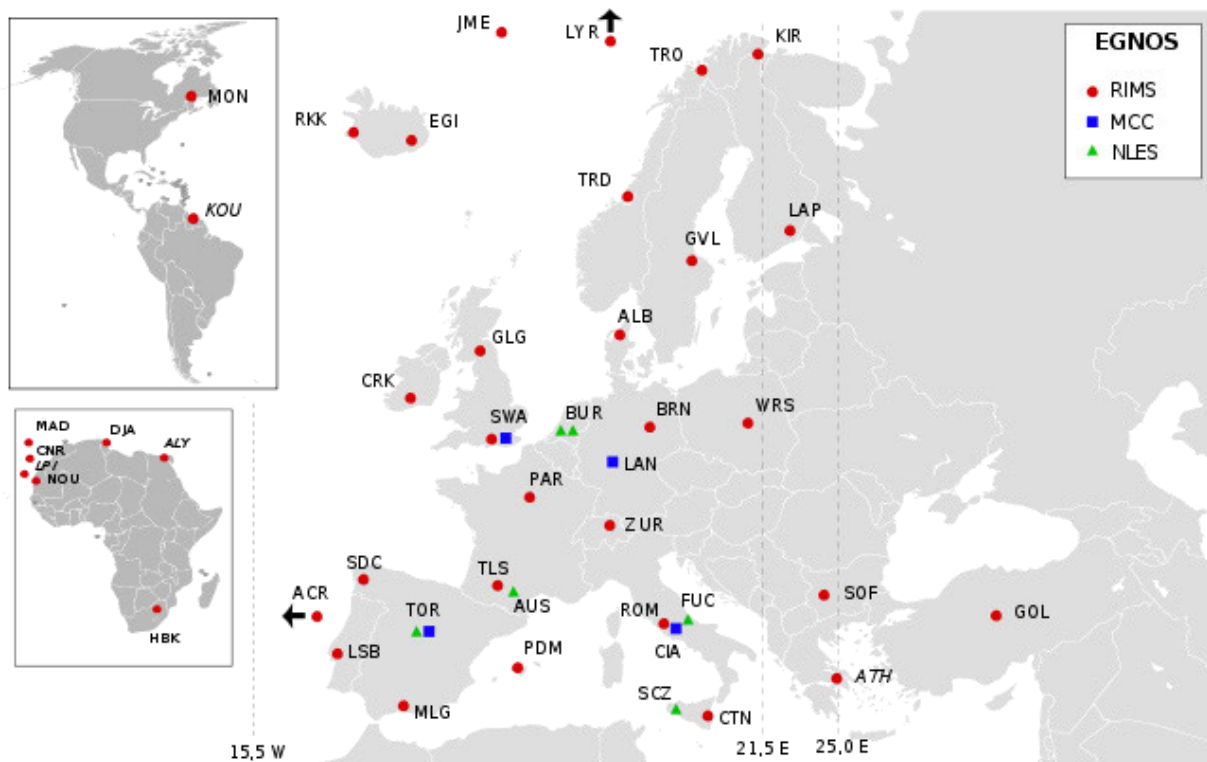 JME
LYR
TRO
KIR
EGNOS
RIMS
MCC
NLES
MON
RKK
EGI
TRD
KOU
LAP
GVL
ALB
GLG
CRK
SWA
BUR
BRN
WRS
MAD
DJA
ALY
CNR
LPI
NOU
LAN
PAR
ZUR
SDC
TLS
ACR
TOR
AUS
ROM
FUC
SOF
GOL
HBK
LSB
PDM
CIA
ATH
SCZ
MLG
CTN
15,5 W
21,5 E
25,0 E